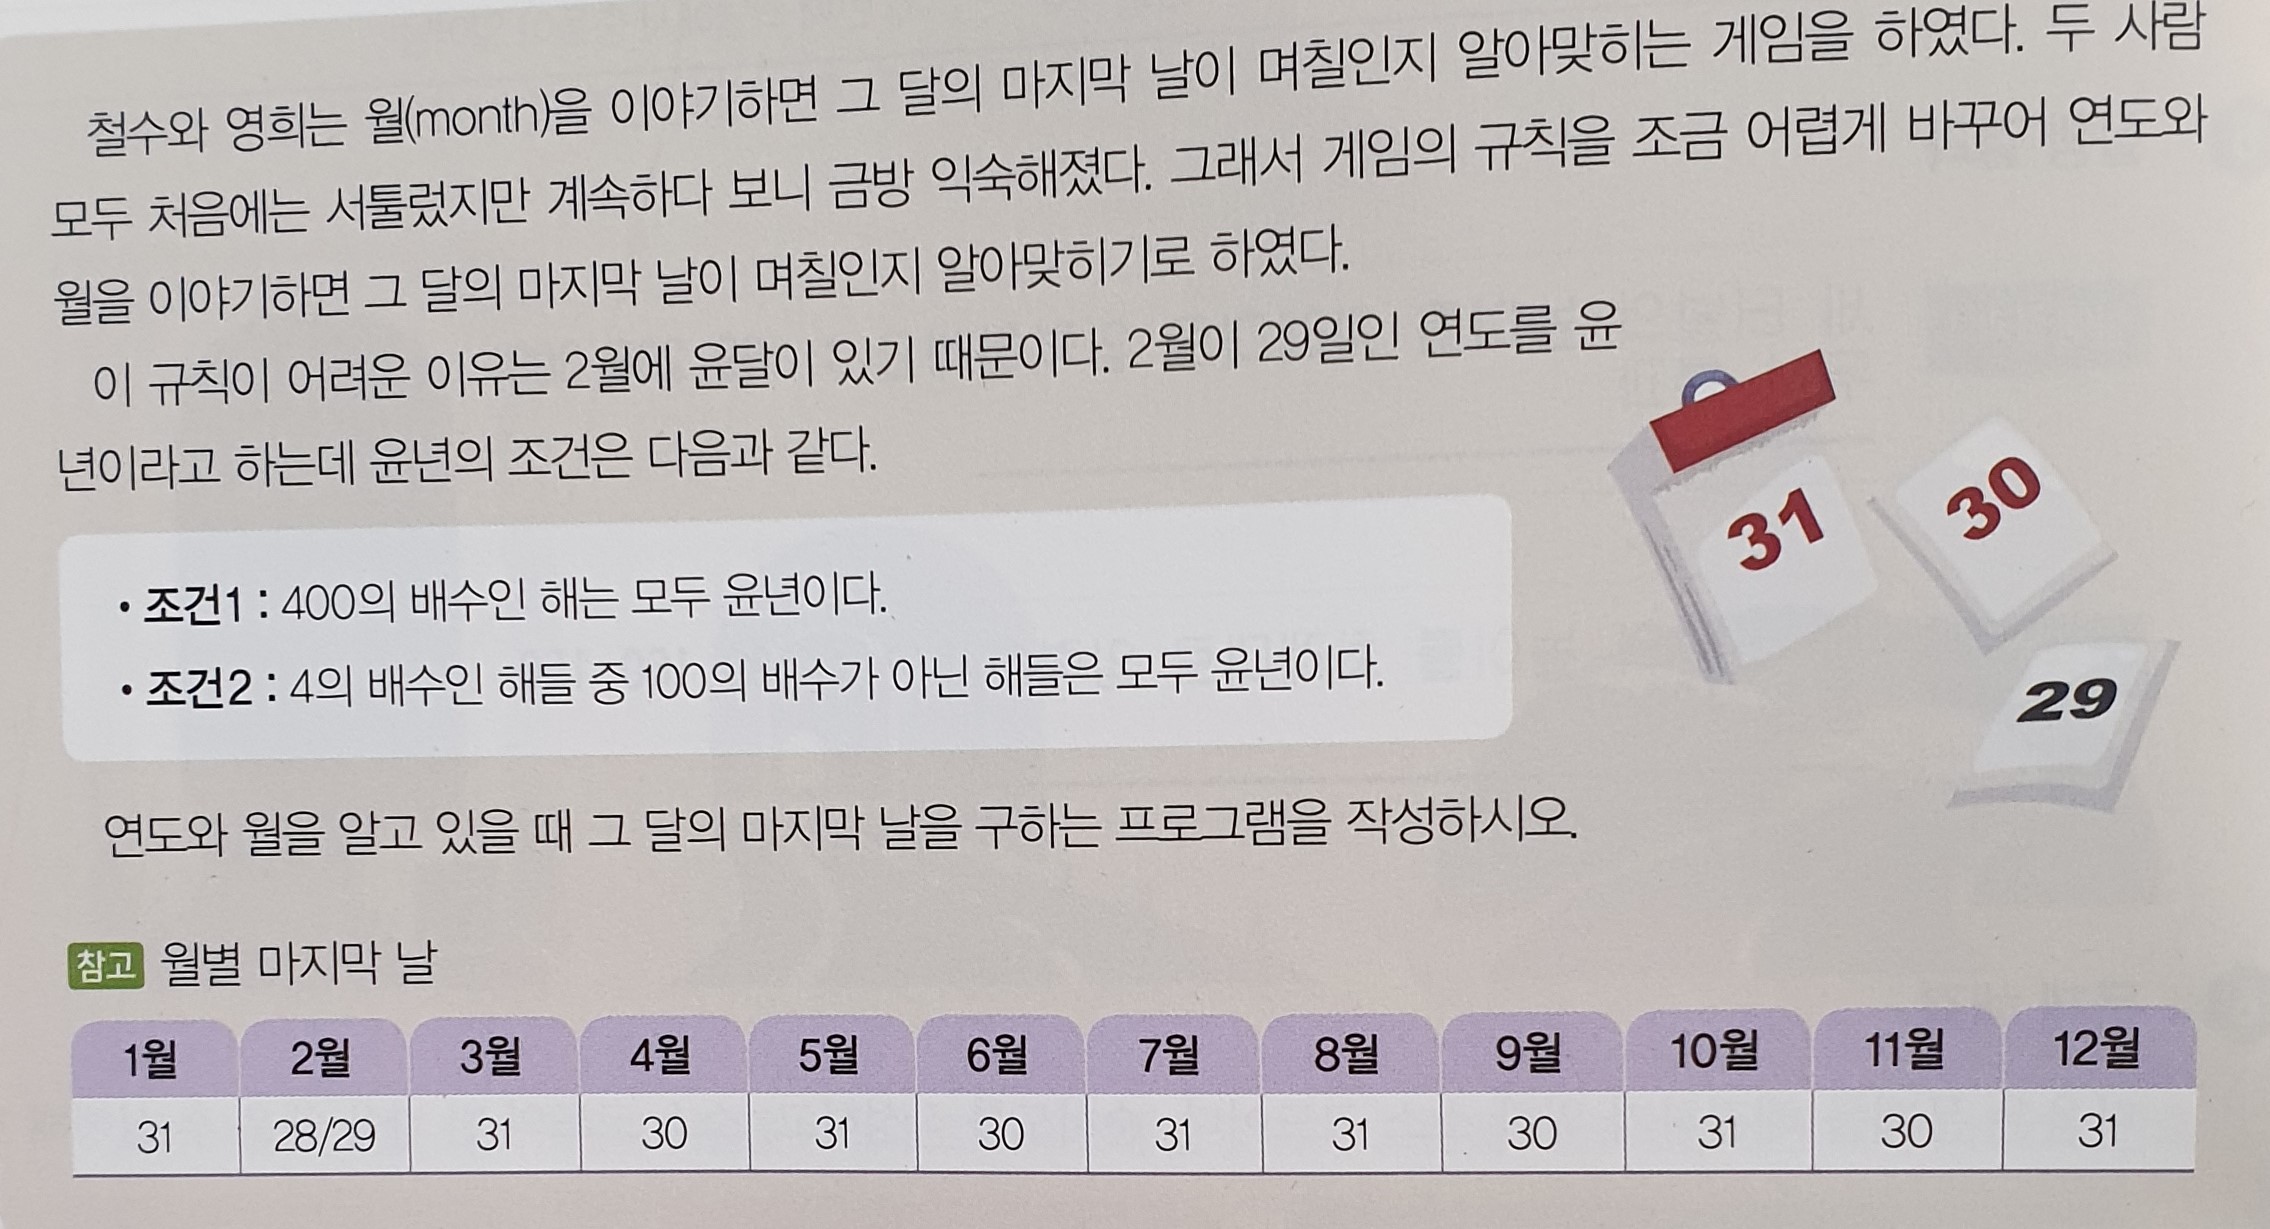 철수와 영희는 월(month)을 이야기하면 그 달의 마지막 날이 며칠인지 알아맞히는 게임을 하였다. 두 사람
모두 처음에는 서툴렀지만 계속하다 보니 금방 익숙해졌다. 그래서 게임의 규칙을 조금 어렵게 바꾸어 연도와
월을 이야기하면 그 달의 마지막 날이 며칠인지 알아맞히기로 하였다.
이 규칙이 어려운 이유는 2월에 윤달이 있기 때문이다. 2월이 29일인 연도를 윤
년이라고 하는데 윤년의 조건은 다음과 같다.
31
30
29
• 조건1 : 400의 배수인 해는 모두 윤년이다.
• 조건2 : 4의 배수인 해들 중 100의 배수가 아닌 해들은 모두 윤년이다.
연도와 월을 알고 있을 때 그 달의 마지막 날을 구하는 프로그램을 작성하시오.
참고 월별 마지막 날
1월 2월 3월 4월 5월 6월 7월 8월 9월 10월 11월 12월
31 28/29 31 30 31 30 31 31 30 31 30 31